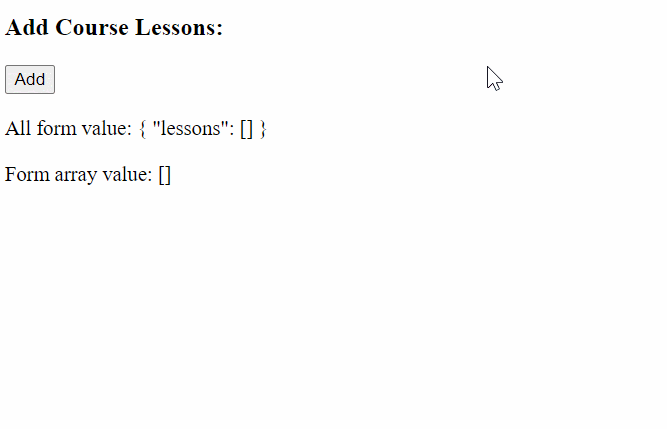 Add Course Lessons:
Add
All form value: { "lessons": [] }
Form array value: []